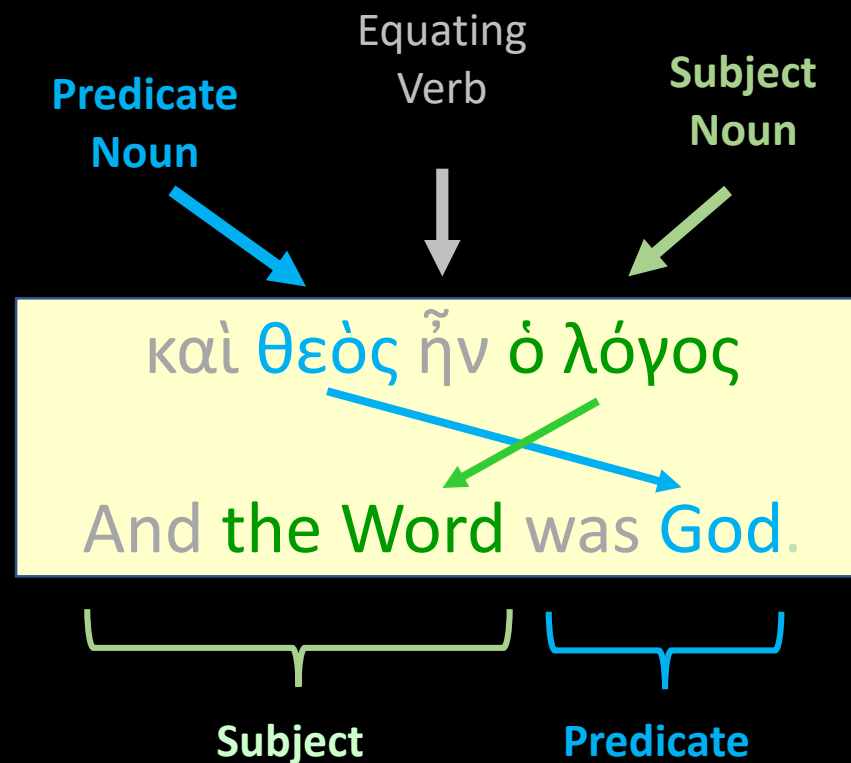 Equating
Verb
Predicate
Noun
Subject
Noun
καὶ θεὸς ἦν ὁ λόγος
And the Word was God.
Subject
Predicate